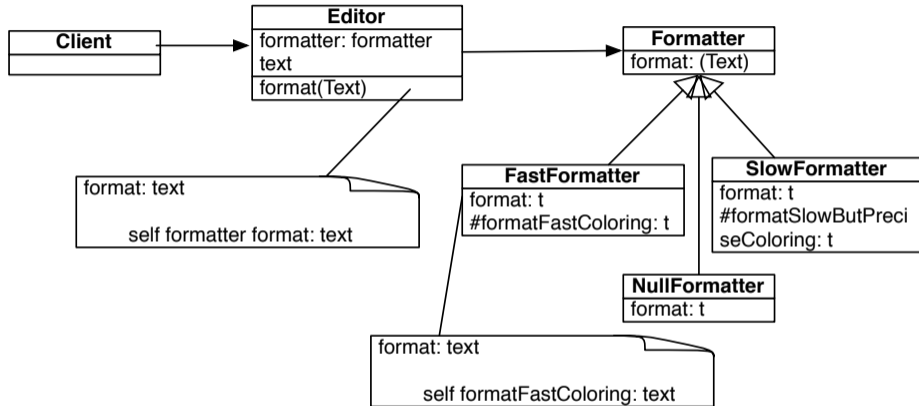 Client
Editor
formatter: formatter
text
format(Text)
Formatter
format: (Text)
format: text
self formatter format: text
FastFormatter
format: t
#formatFastColoring: t
SlowFormatter
format: t
#formatSlowButPreci
seColoring: t
NullFormatter
format: t
format: text
self formatFastColoring: text